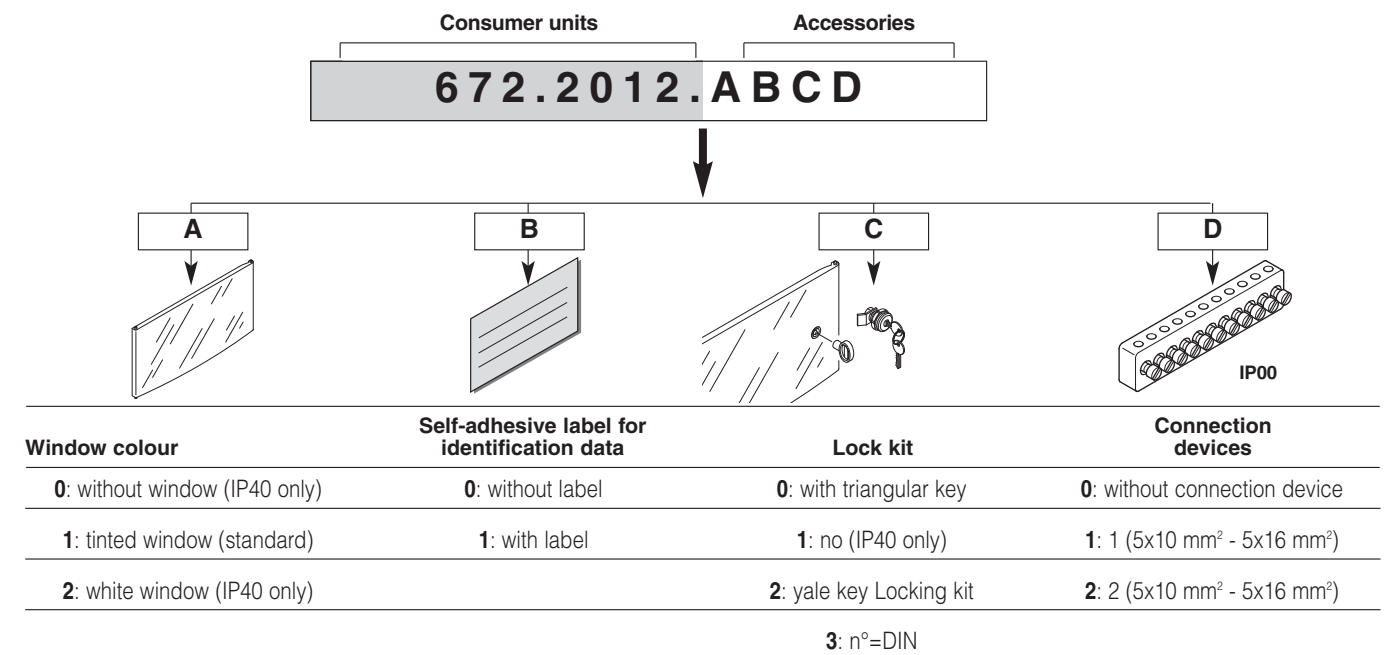 Consumer units Accessories
672.2012.ABCD
A B C D
IP00
Window colour Self-adhesive label for identification data Lock kit Connection devices
0: without window (IP40 only) 0: without label 0: with triangular key 0: without connection device
1: tinted window (standard) 1: with label 1: no (IP40 only) 1: 1 (5x10 mm² - 5x16 mm²)
2: white window (IP40 only) 2: yale key Locking kit 2: 2 (5x10 mm² - 5x16 mm²)
3: n°=DIN